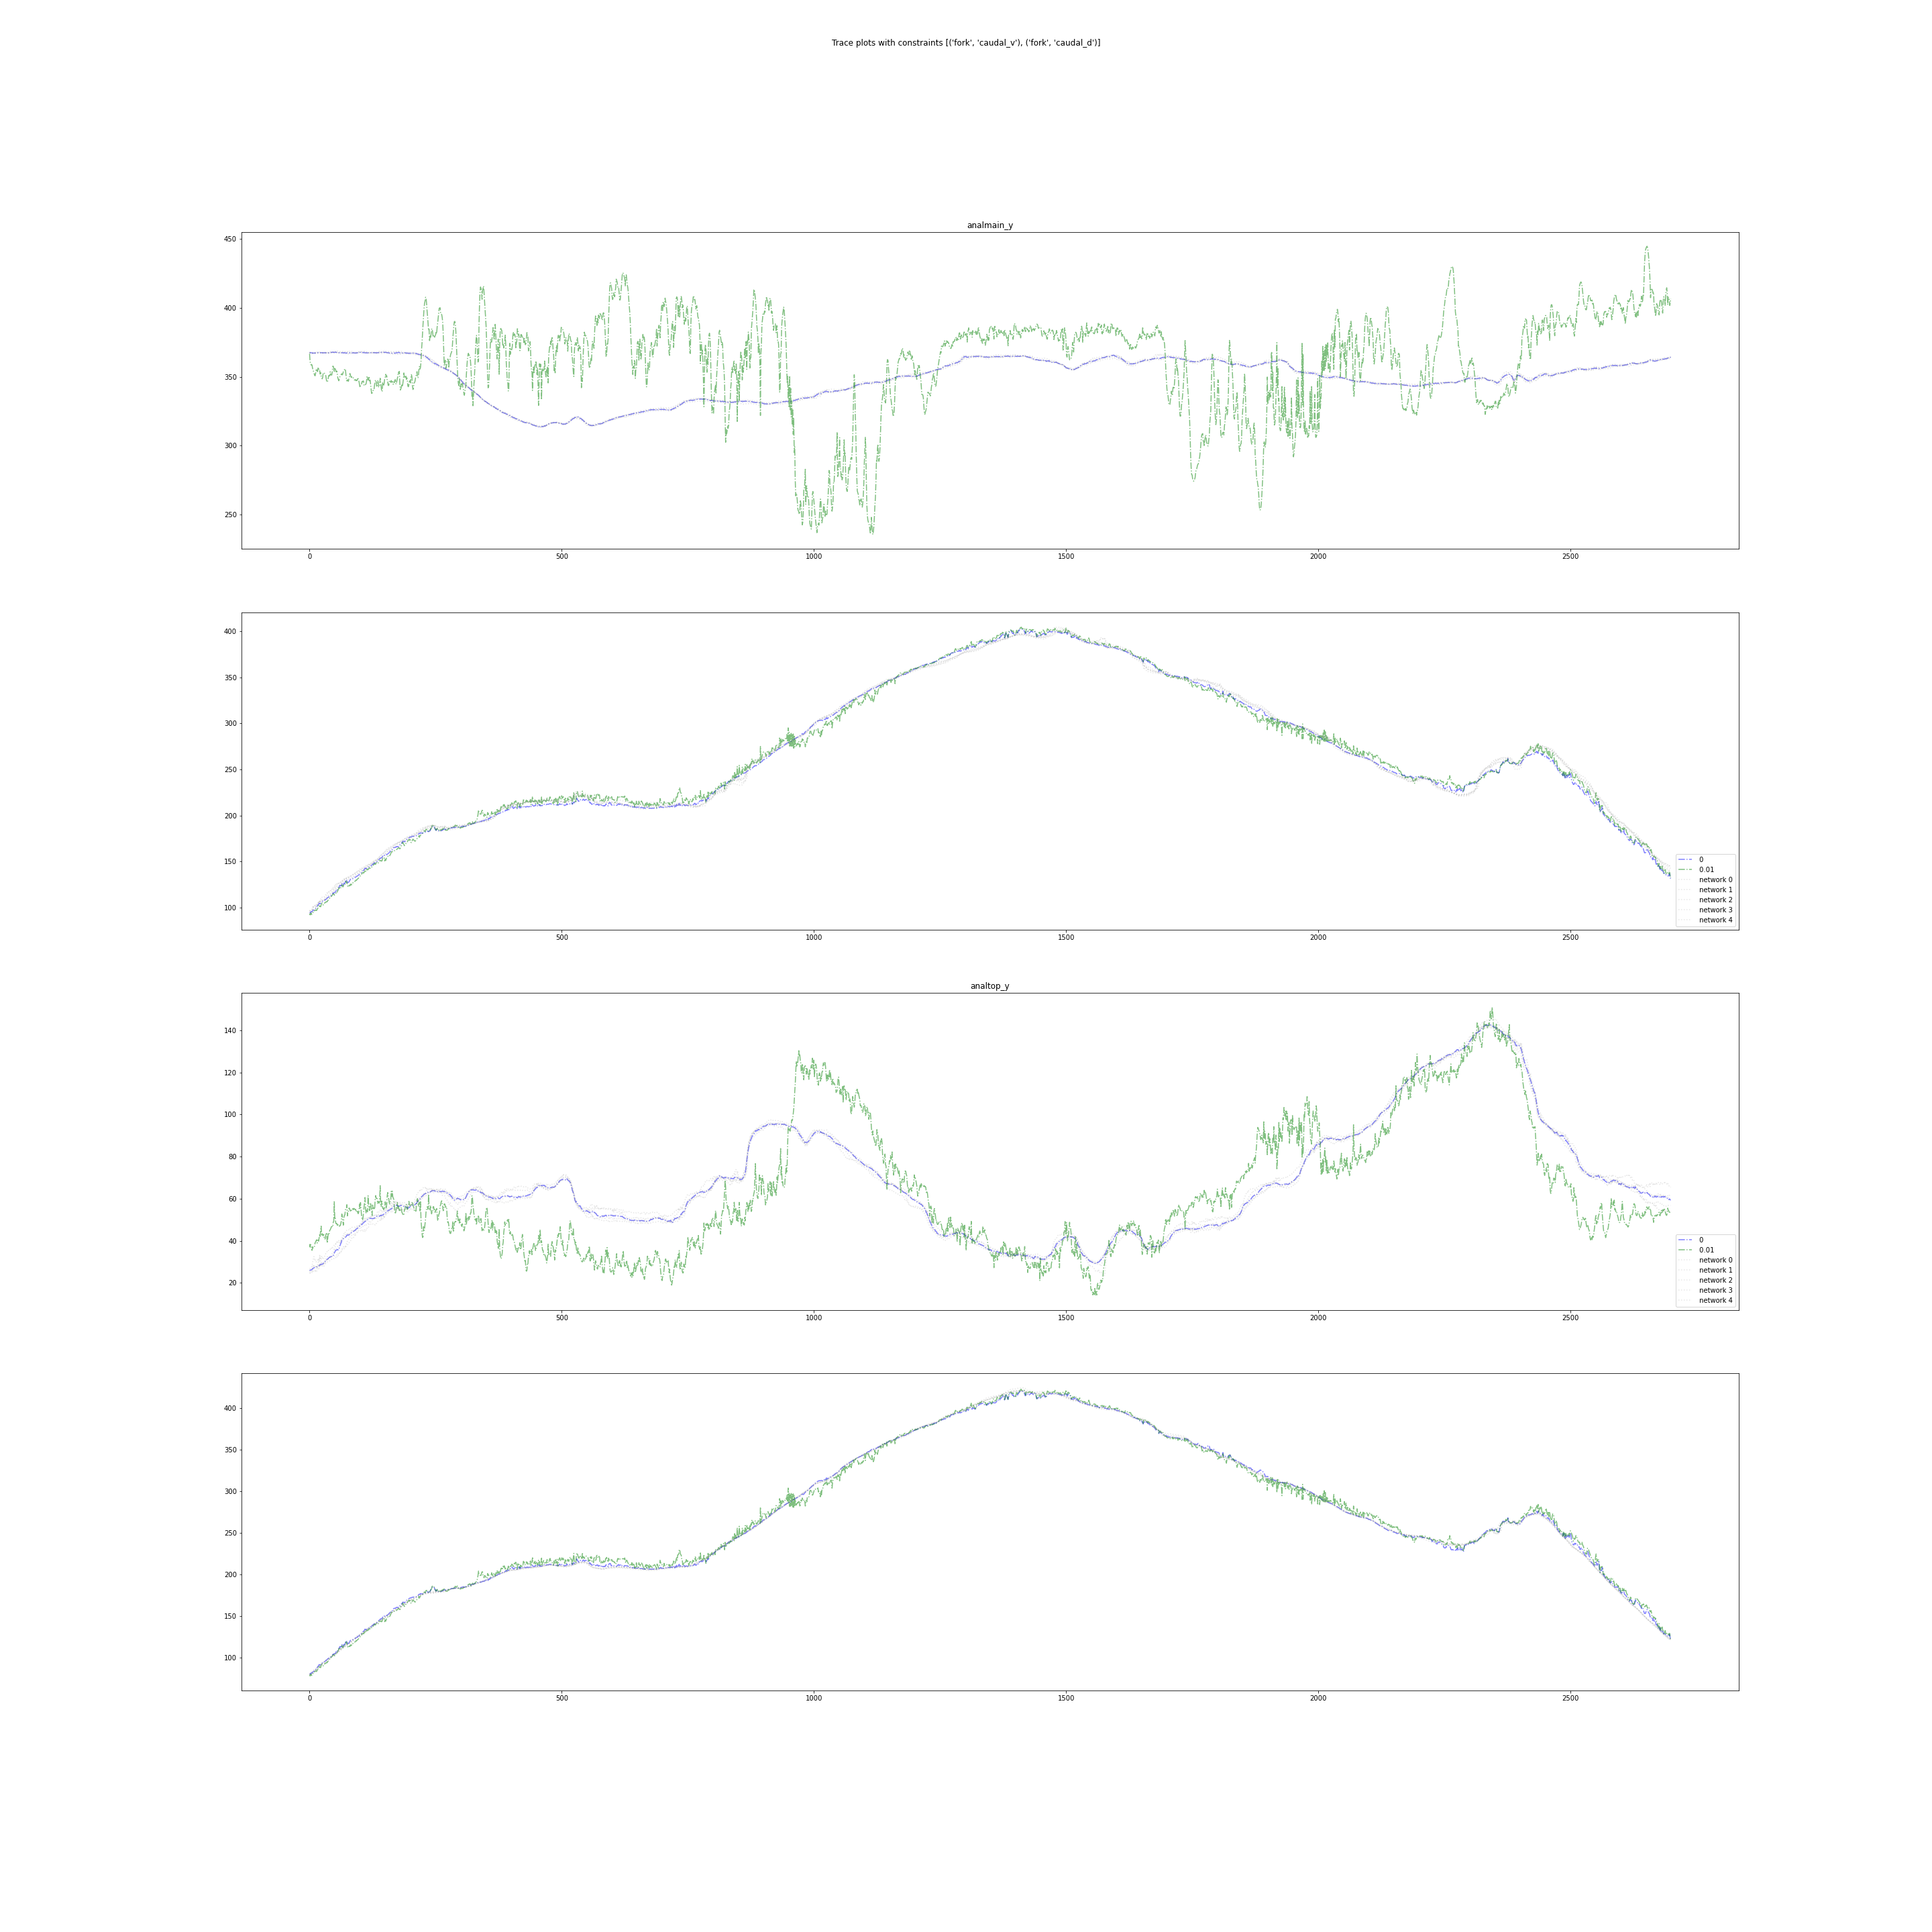 Trace plots with constraints [('fork', 'caudal_v'), ('fork', 'caudal_d')]
analmain_y
450
400
350
300
250
0 500 1000 1500 2000 2500
400
350
300
250
200
150
100
0
0.01
network 0
network 1
network 2
network 3
network 4
0 500 1000 1500 2000 2500
analtop_y
140
120
100
80
60
40
20
0
0.01
network 0
network 1
network 2
network 3
network 4
0 500 1000 1500 2000 2500
400
350
300
250
200
150
100
0 500 1000 1500 2000 2500